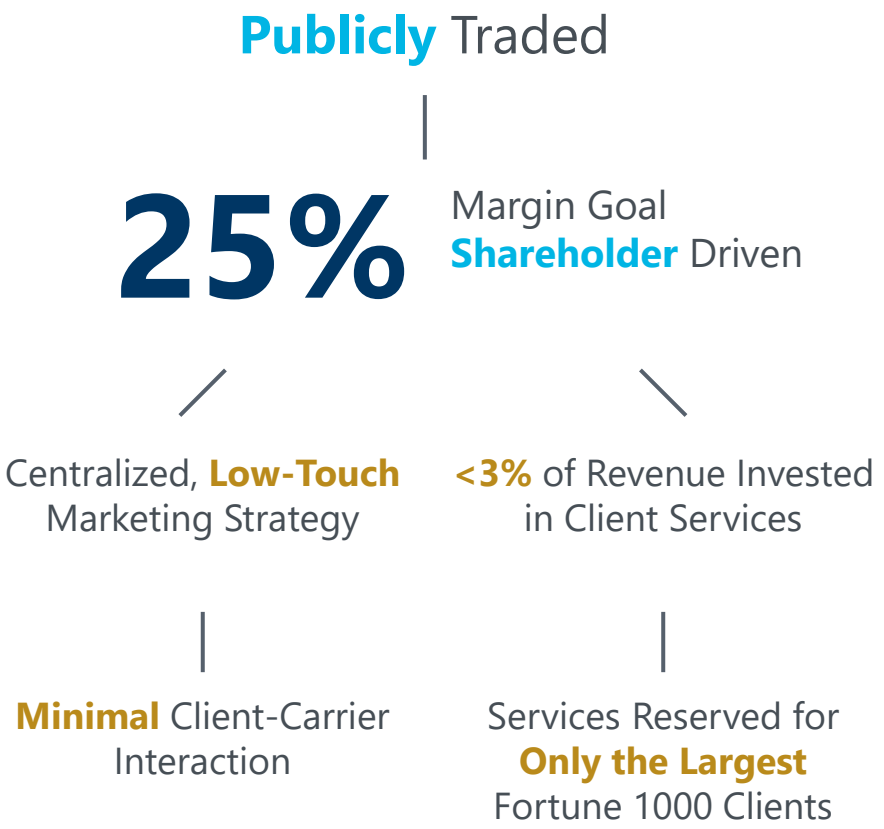 Publicly Traded
25%
Margin Goal
Shareholder Driven
Centralized, Low-Touch
Marketing Strategy
<3% of Revenue Invested
in Client Services
Minimal Client-Carrier
Interaction
Services Reserved for
Only the Largest
Fortune 1000 Clients